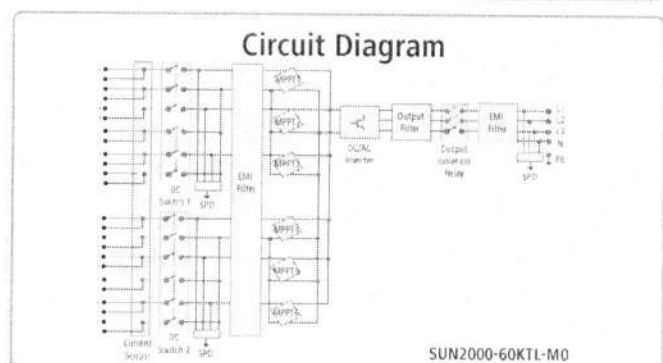 Circuit Diagram
MPPT1
MPPT2
MPPT3
EMI
Filter
DC
Switch 1
SPD
DC/AC
Inverter
Output
Filter
Output
Isolation
Relay
EMI
Filter
L1
L2
L3
N
PE
SPD
MPPT5
MPPT6
Current
Sensor
DC
Switch 2
SPD
SUN2000-60KTL-M0